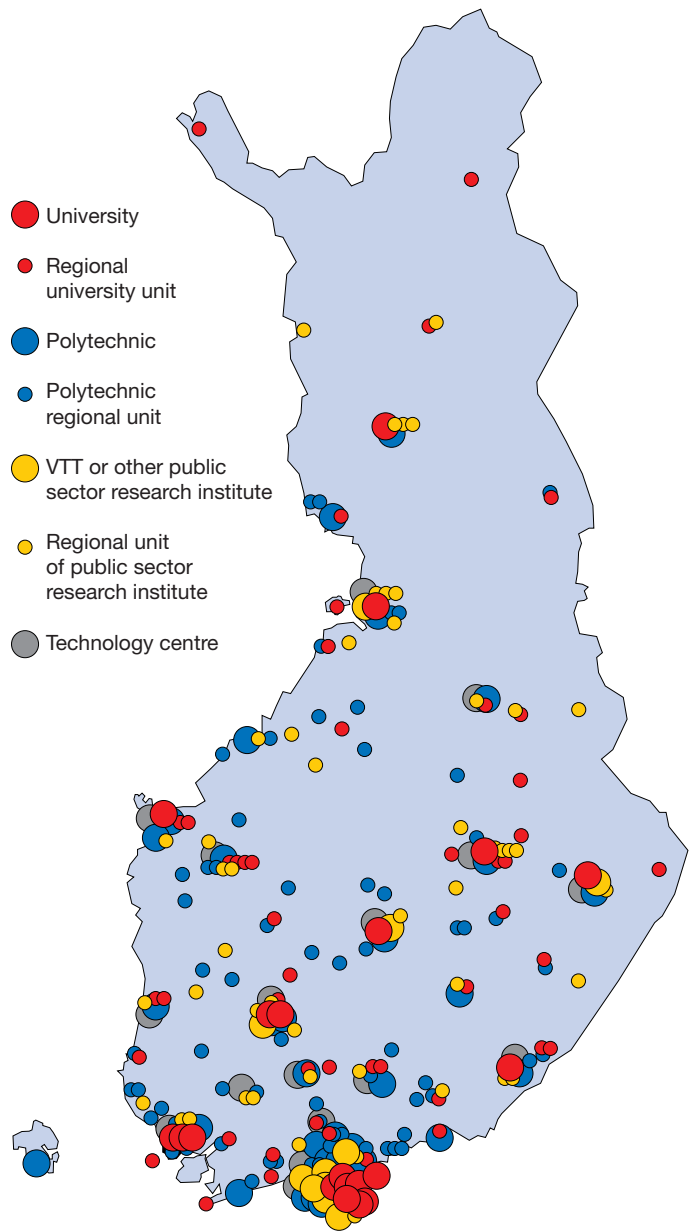 University
Regional
university unit
Polytechnic
Polytechnic
regional unit
VTT or other public
sector research institute
Regional unit
of public sector
research institute
Technology centre